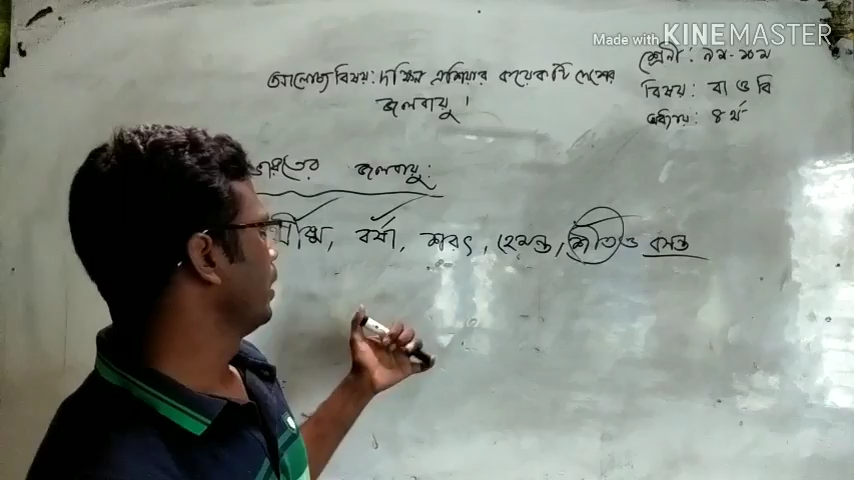 Made with KINEMASTER
শ্রেনী: ৯ম-১০ম
আলোচ্য বিষয়: দক্ষিন এশিয়ার কয়েকটি দেশের
বিষয়: বা ও বি
জলবায়ু।
অধ্যায়: ৪র্থ
ভারতের জলবায়ু:
গ্রীষ্ম, বর্ষা, শরৎ, হেমন্ত, শীত ও বসন্ত